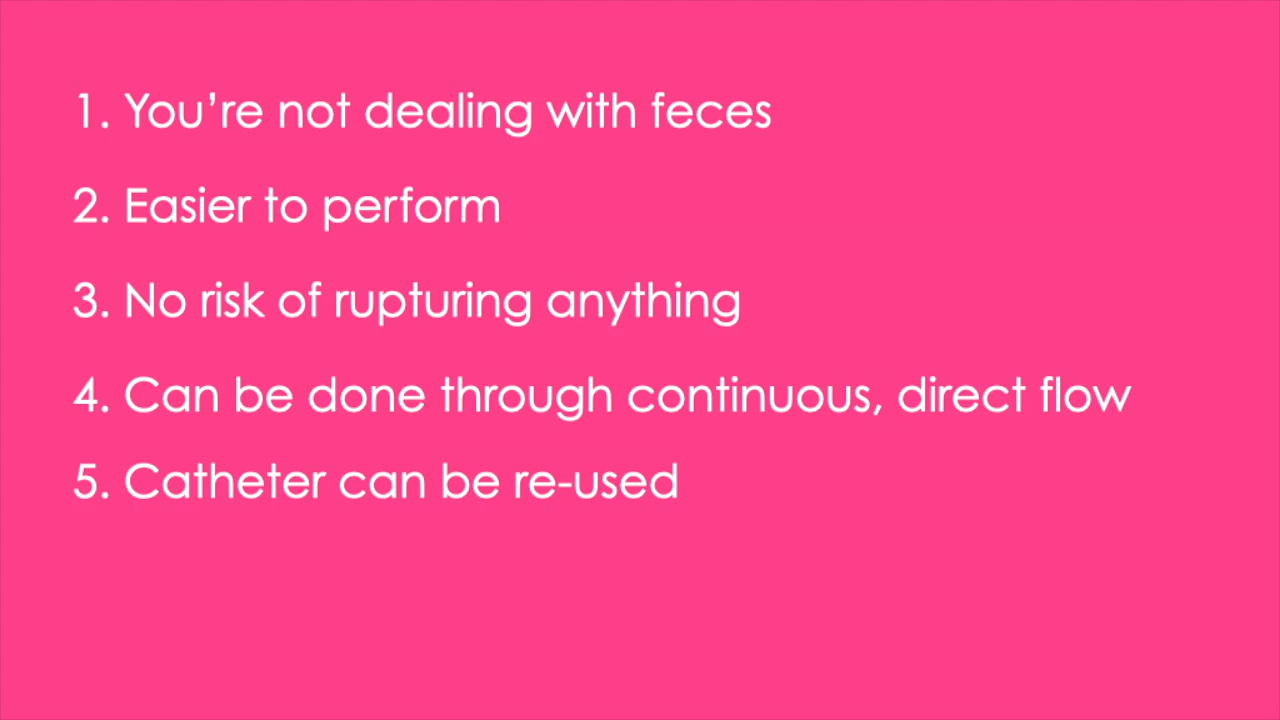 1. You’re not dealing with feces
2. Easier to perform
3. No risk of rupturing anything
4. Can be done through continuous, direct flow
5. Catheter can be re-used